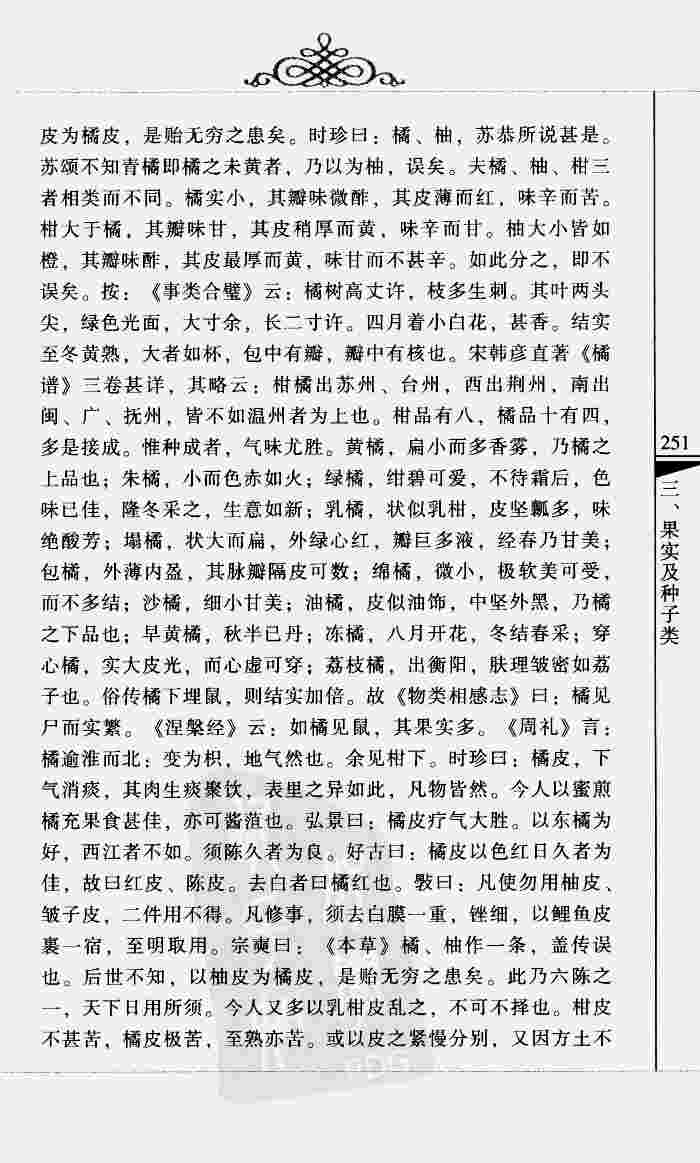 皮为橘皮，是贻无穷之患矣。时珍曰：橘、柚，苏恭所说甚是。
苏颂不知青橘即橘之未黄者，乃以为柚，误矣。夫橘、柚、柑三
者相类而不同。橘实小，其瓣味微酢，其皮薄而红，味辛而苦。
柑大于橘，其瓣味甘，其皮稍厚而黄，味辛而甘。柚大小皆如
橙，其瓣味酢，其皮最厚而黄，味甘而不甚辛。如此分之，即不
误矣。按：《事类合璧》云：橘树高丈许，枝多生刺。其叶两头
尖，绿色光面，大寸余，长二寸许。四月着小白花，甚香。结实
至冬黄熟，大者如杯，包中有瓣，瓣中有核也。宋韩彦直著《橘
谱》三卷甚详，其略云：柑橘出苏州、台州，西出荆州，南出
闽、广、抚州，皆不如温州者为上也。柑品有八，橘品十有四，
多是接成。惟种成者，气味尤胜。黄橘，扁小而多香雾，乃橘之
上品也；朱橘，小而色赤如火；绿橘，绀碧可爱，不待霜后，色
味已佳，隆冬采之，生意如新；乳橘，状似乳柑，皮坚瓤多，味
绝酸芳；塌橘，状大而扁，外绿心红，瓣巨多液，经春乃甘美；
包橘，外薄内盈，其脉瓣隔皮可数；绵橘，微小，极软美可爱，
而不多结；沙橘，细小甘美；油橘，皮似油饰，中坚外黑，乃橘
之下品也；早黄橘，秋半已丹；冻橘，八月开花，冬结春采；穿
心橘，实大皮光，而心虚可穿；荔枝橘，出衡阳，肤理皱密如荔
子也。俗传橘下埋鼠，则结实加倍。故《物类相感志》曰：橘见
尸而实繁。《涅槃经》云：如橘见鼠，其果实多。《周礼》言：
橘逾淮而北：变为枳，地气然也。余见柑下。时珍曰：橘皮，下
气消痰，其肉生痰聚饮，表里之异如此，凡物皆然。今人以蜜煎
橘充果食甚佳，亦可酱菹也。弘景曰：橘皮疗气大胜。以东橘为
好，西江者不如。须陈久者为良。好古曰：橘皮以色红日久者为
佳，故曰红皮、陈皮。去白者曰橘红也。敩曰：凡使勿用柚皮、
皱子皮，二件用不得。凡修事，须去白膜一重，锉细，以鲤鱼皮
裹一宿，至明取用。宗奭曰：《本草》橘、柚作一条，盖传误
也。后世不知，以柚皮为橘皮，是贻无穷之患矣。此乃六陈之
一，天下日用所须。今人又多以乳柑皮乱之，不可不择也。柑皮
不甚苦，橘皮极苦，至熟亦苦。或以皮之紧慢分别，又因方土不
251
三、果实及种子类